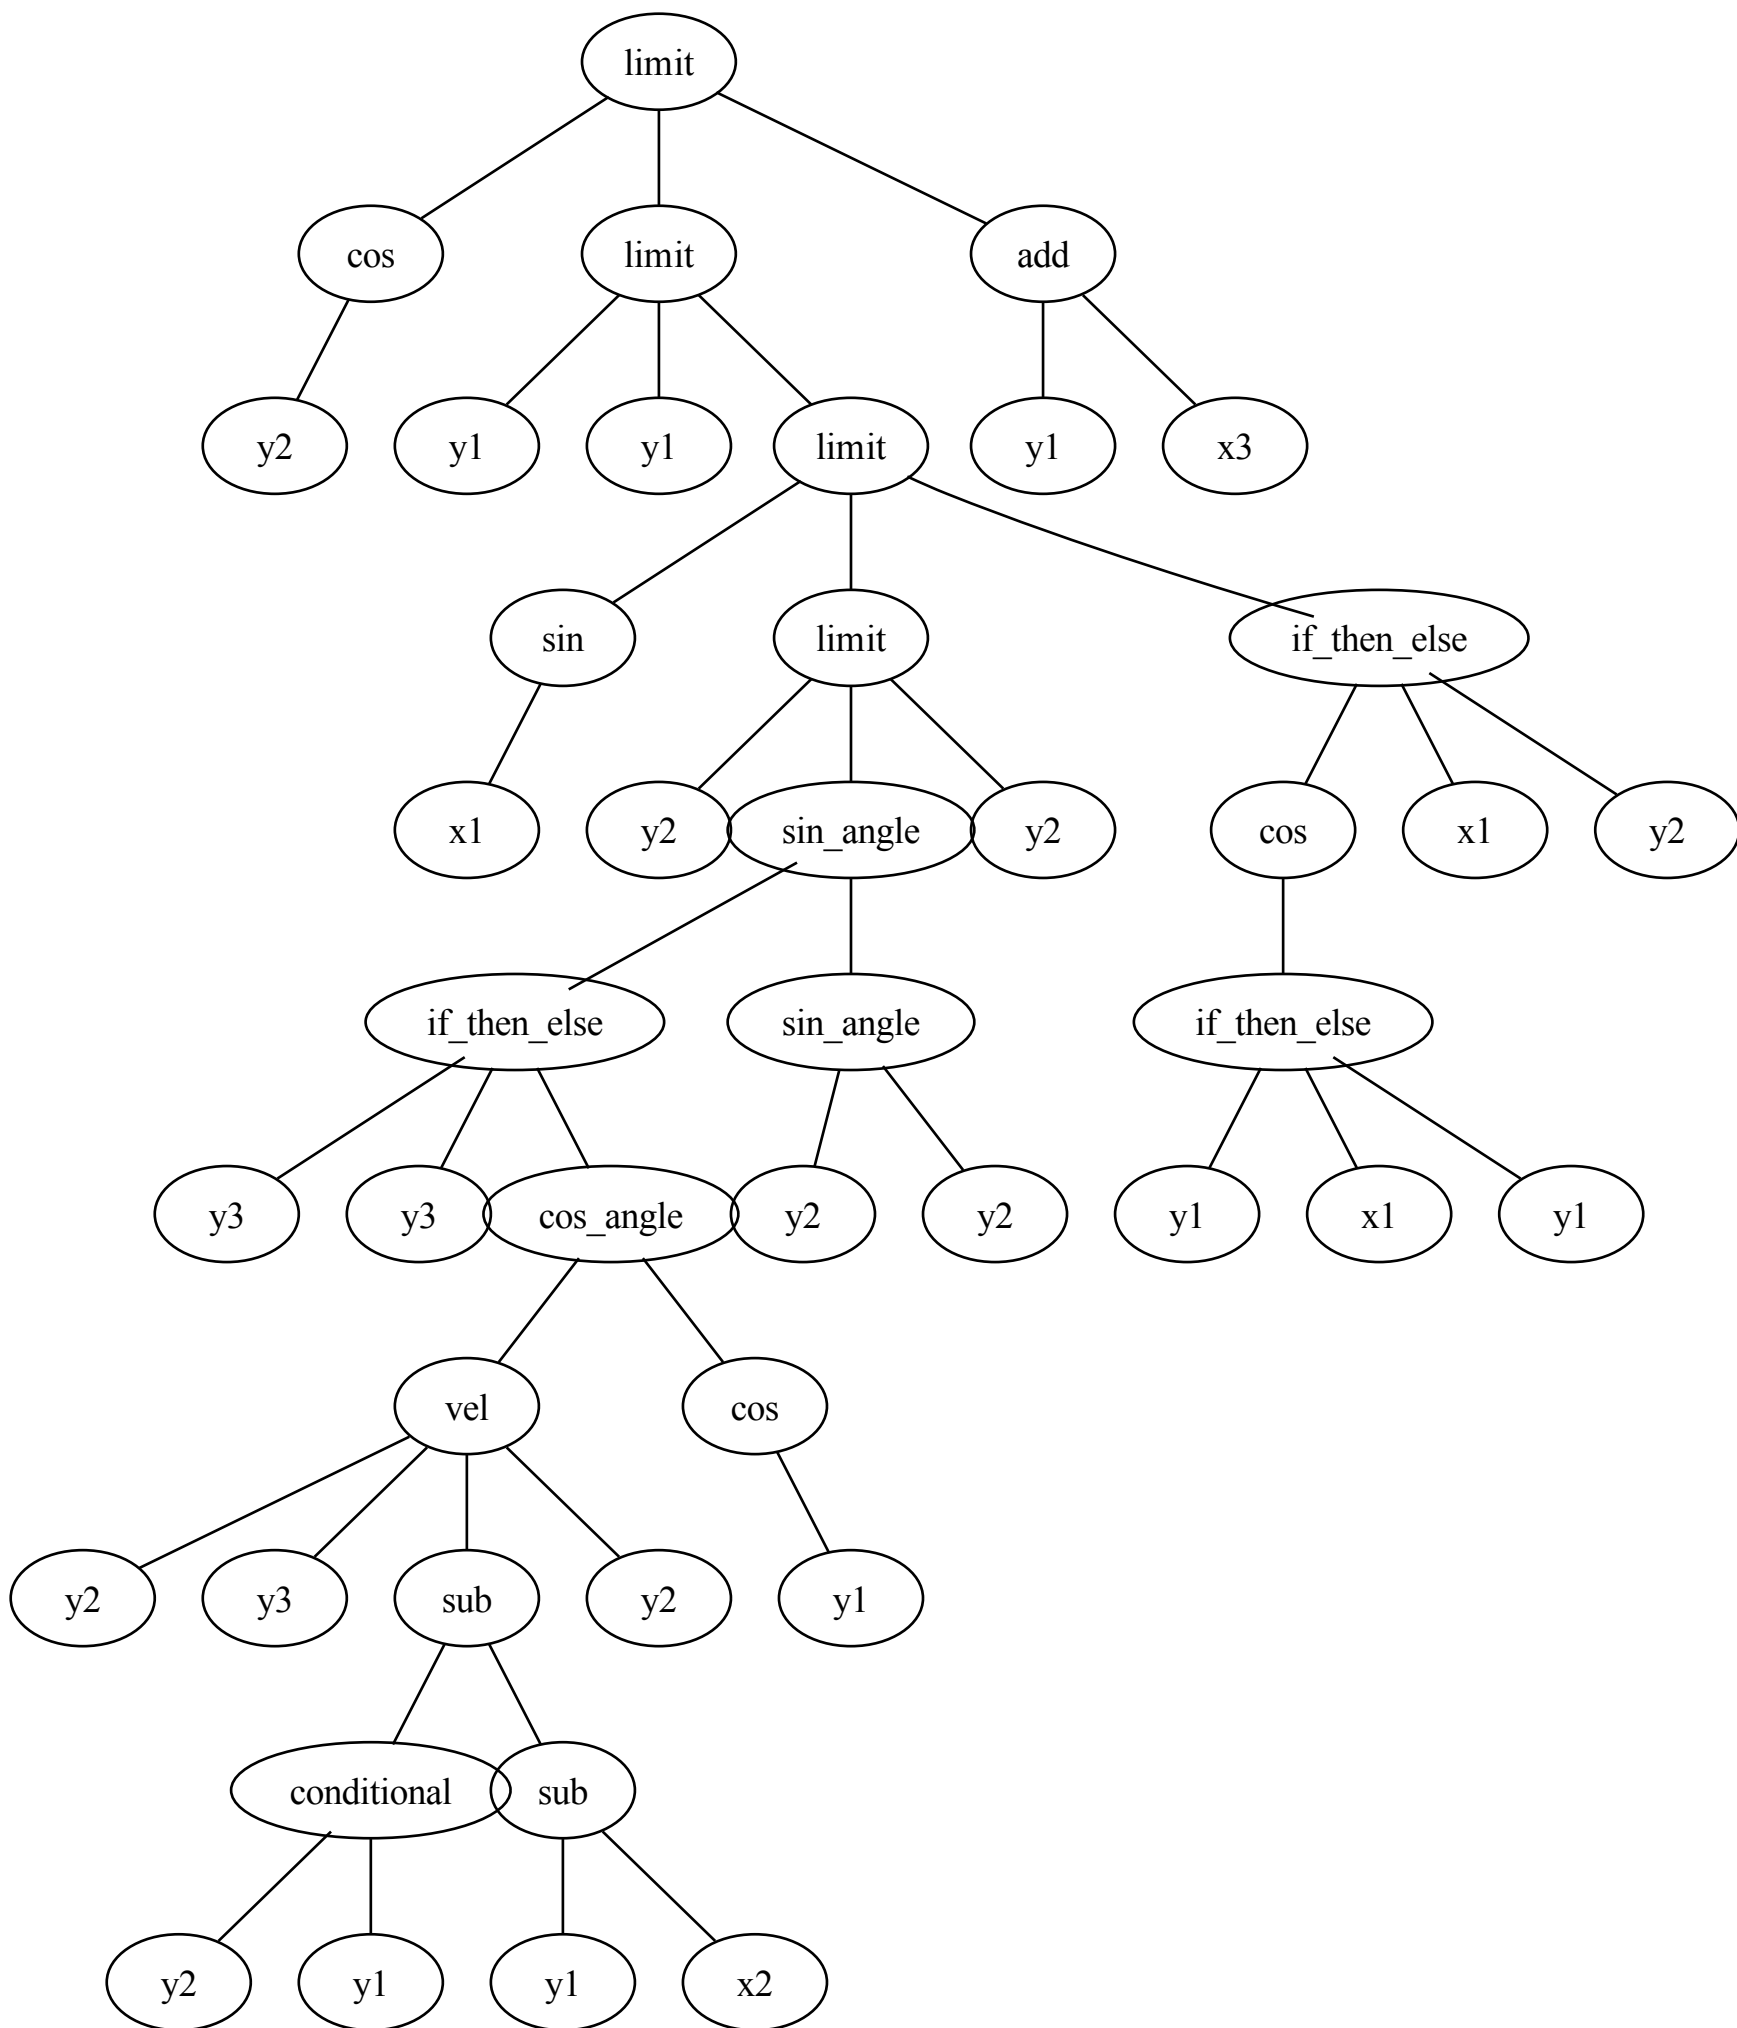 limit
cos limit add
y2 y1 y1 limit y1 x3
sin limit if_then_else
x1 y2 sin_angle y2 cos x1 y2
if_then_else sin_angle if_then_else
y3 y3 cos_angle y2 y2 y1 x1 y1
vel cos
y2 y3 sub y2 y1
conditional sub
y2 y1 y1 x2